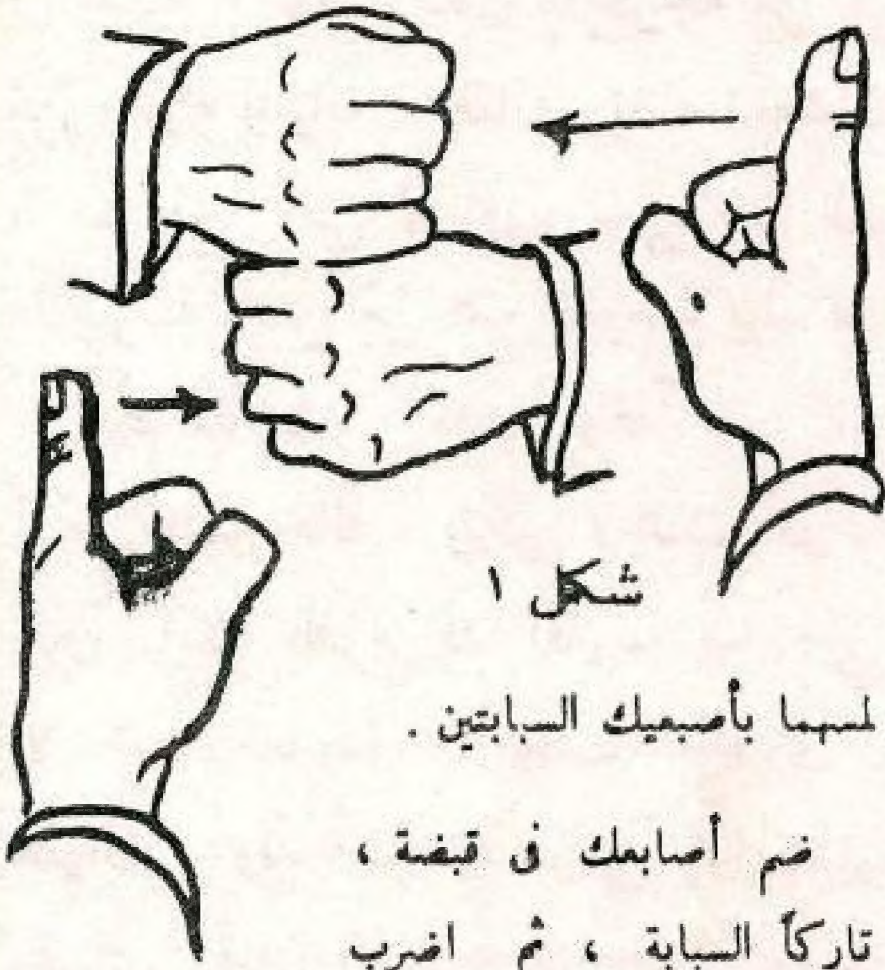 شكل ١
لمسهما بأصبعيك السبابتين .
ضم أصابعك فى قبضة ،
تاركاً السبابة ، ثم اضرب